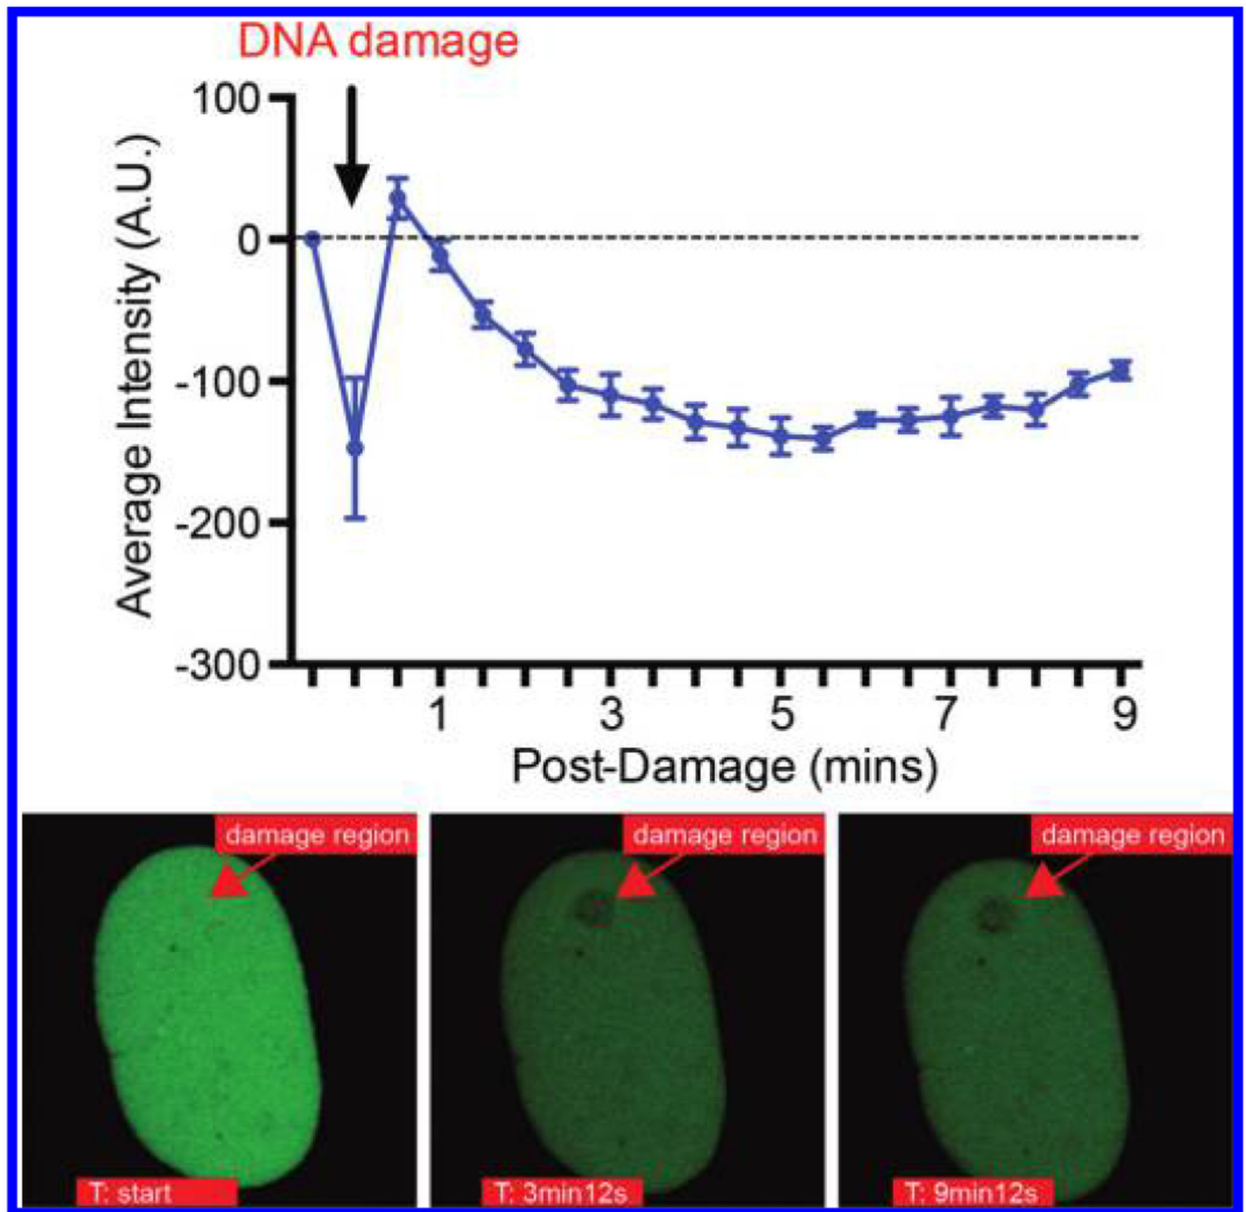 DNA damage
100
0
-100
-200
-300
Average Intensity (A.U.)
1 3 5 7 9
Post-Damage (mins)
damage region
damage region
damage region
T: start
T: 3min12s
T: 9min12s